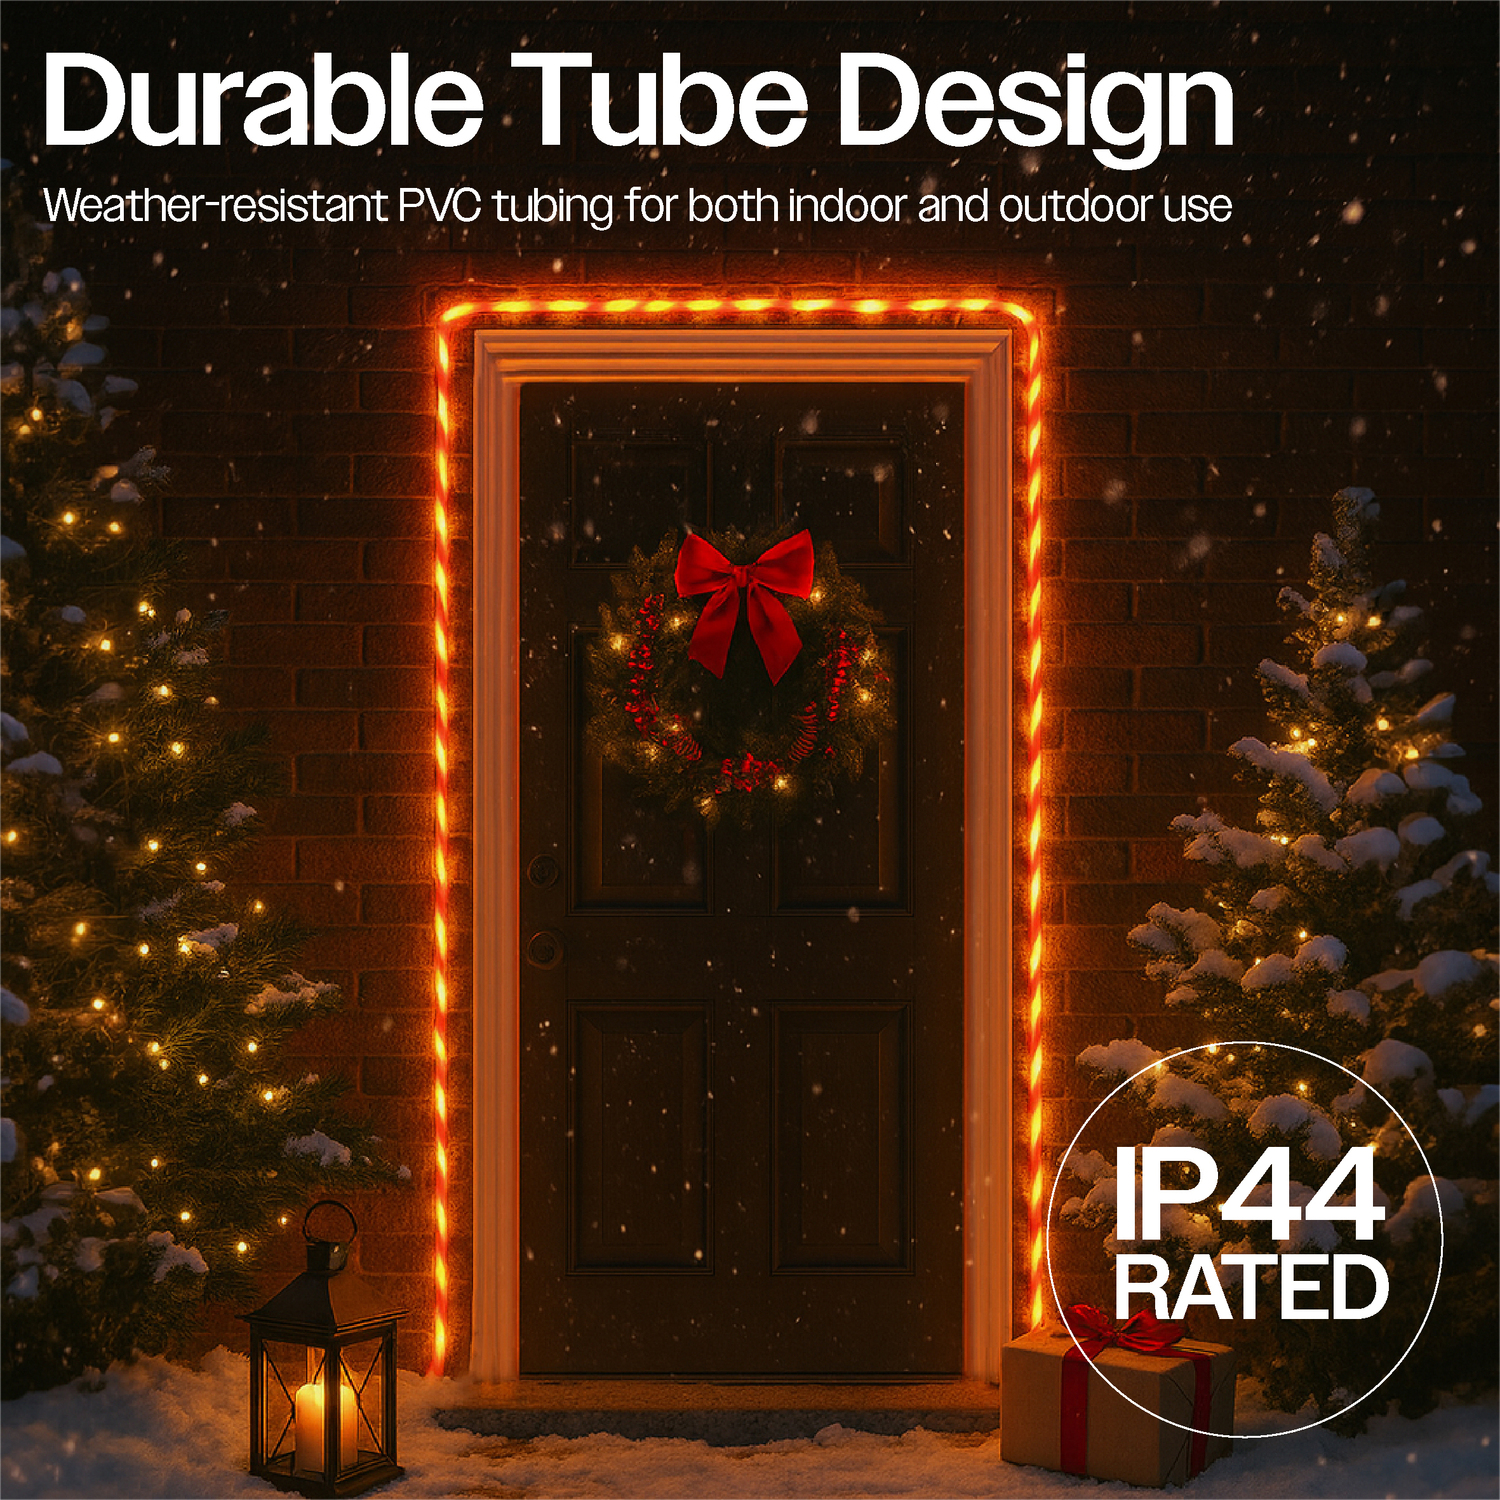 Durable Tube Design
Weather-resistant PVC tubing for both indoor and outdoor use
IP44
RATED